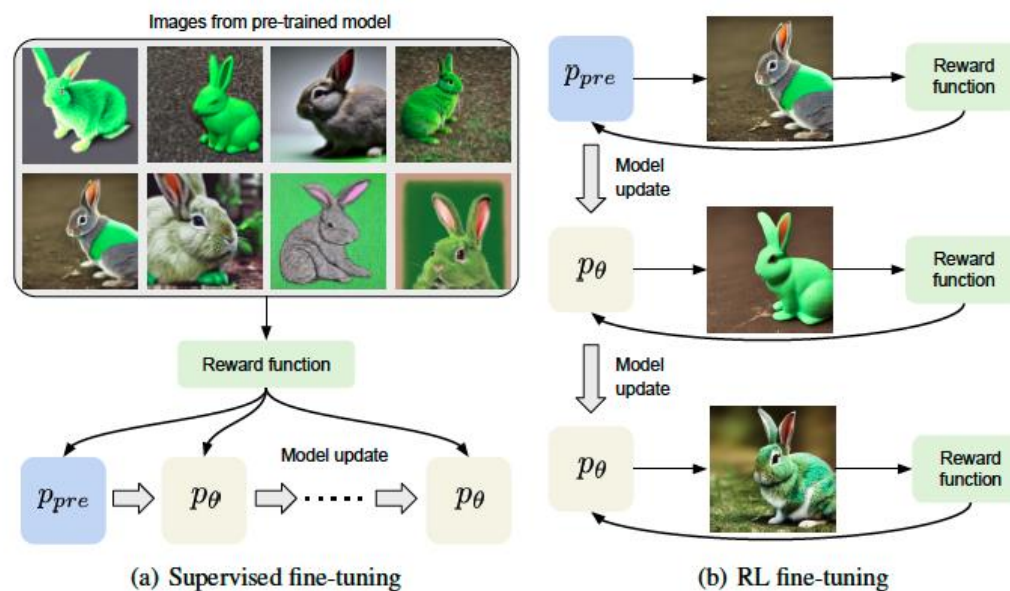 Images from pre-trained model
Reward function
Model update
p_pre
p_θ
p_θ
(a) Supervised fine-tuning
p_pre
Reward
function
Model
update
p_θ
Reward
function
Model
update
p_θ
Reward
function
(b) RL fine-tuning